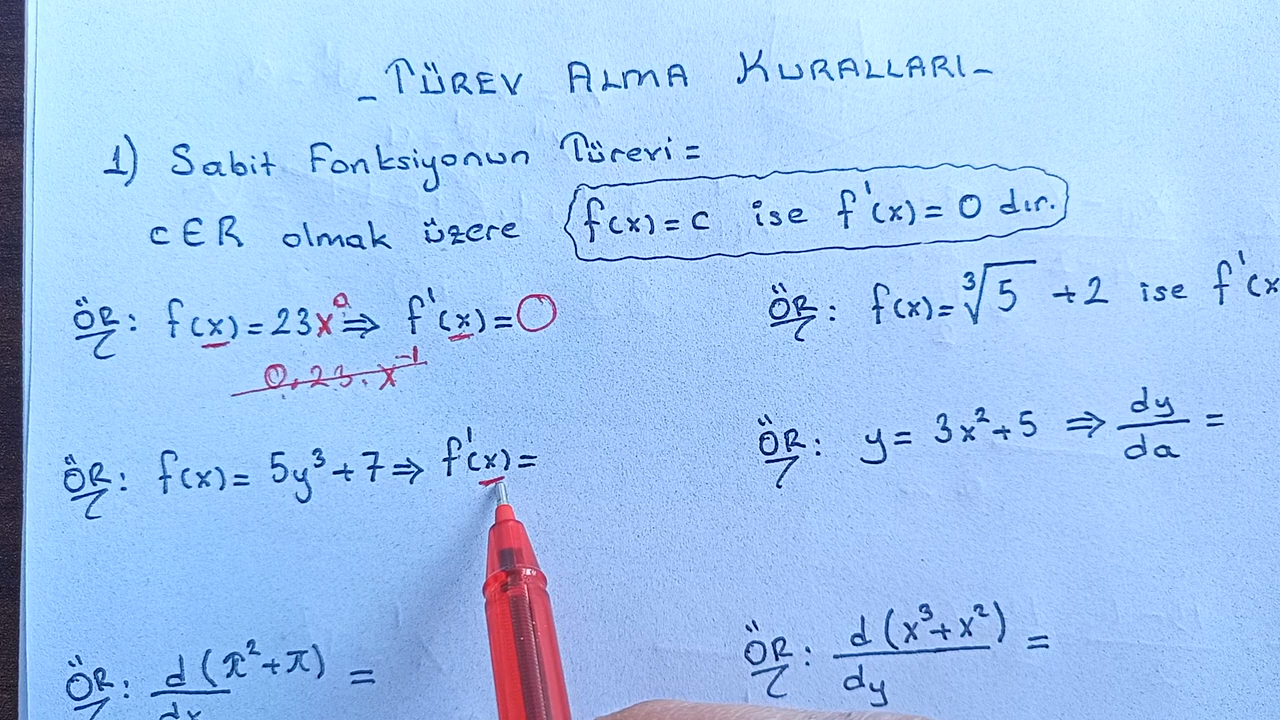 _ TÜREV ALMA KURALLARI _
1) Sabit Fonksiyonun Türevi =
c∈R olmak üzere f(x) = c ise f'(x) = 0 dır.
ÖR: f(x) = 23x⁰ ⇒ f'(x) = 0
0.23.x⁻¹
ÖR: f(x) = ∛5 + 2 ise f'(x
ÖR: f(x) = 5y³ + 7 ⇒ f'(x) =
ÖR: y = 3x² + 5 ⇒ dy/da =
ÖR: d(π² + π)/dx =
ÖR: d(x³ + x²)/dy =